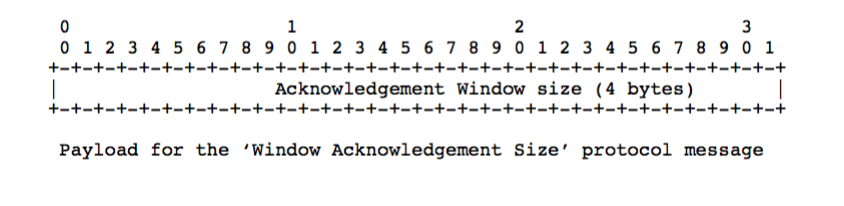 0                   1                   2                   3
 0 1 2 3 4 5 6 7 8 9 0 1 2 3 4 5 6 7 8 9 0 1 2 3 4 5 6 7 8 9 0 1
+-+-+-+-+-+-+-+-+-+-+-+-+-+-+-+-+-+-+-+-+-+-+-+-+-+-+-+-+-+-+-+-+
|                   Acknowledgement Window size (4 bytes)       |
+-+-+-+-+-+-+-+-+-+-+-+-+-+-+-+-+-+-+-+-+-+-+-+-+-+-+-+-+-+-+-+-+
Payload for the ‘Window Acknowledgement Size’ protocol message